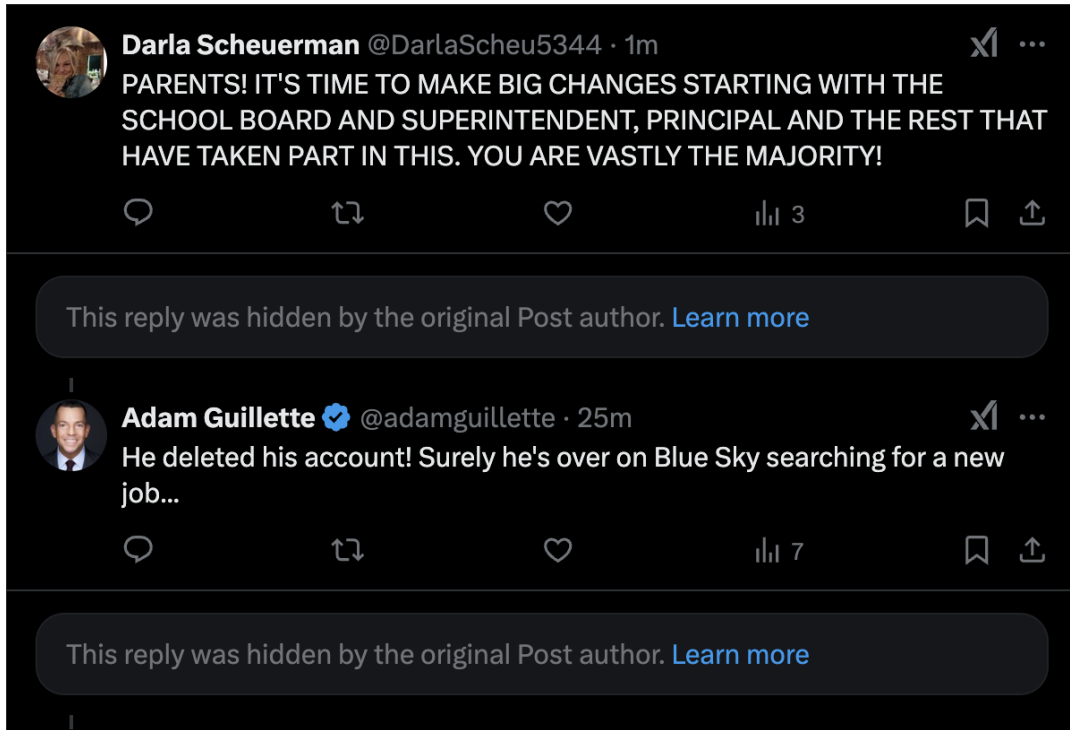 Darla Scheuerman @DarlaScheu5344 · 1m
PARENTS! IT'S TIME TO MAKE BIG CHANGES STARTING WITH THE
SCHOOL BOARD AND SUPERINTENDENT, PRINCIPAL AND THE REST THAT
HAVE TAKEN PART IN THIS. YOU ARE VASTLY THE MAJORITY!
3
This reply was hidden by the original Post author. Learn more
Adam Guillette @adamguillette · 25m
He deleted his account! Surely he's over on Blue Sky searching for a new
job...
7
This reply was hidden by the original Post author. Learn more